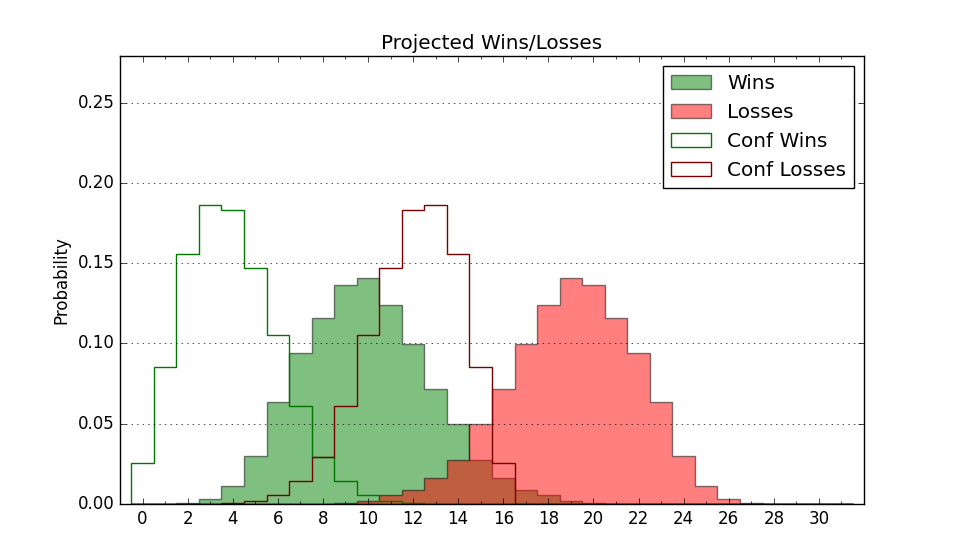 Projected Wins/Losses
Probability
0.25
0.20
0.15
0.10
0.05
0.00
0 2 4 6 8 10 12 14 16 18 20 22 24 26 28 30
Wins
Losses
Conf Wins
Conf Losses